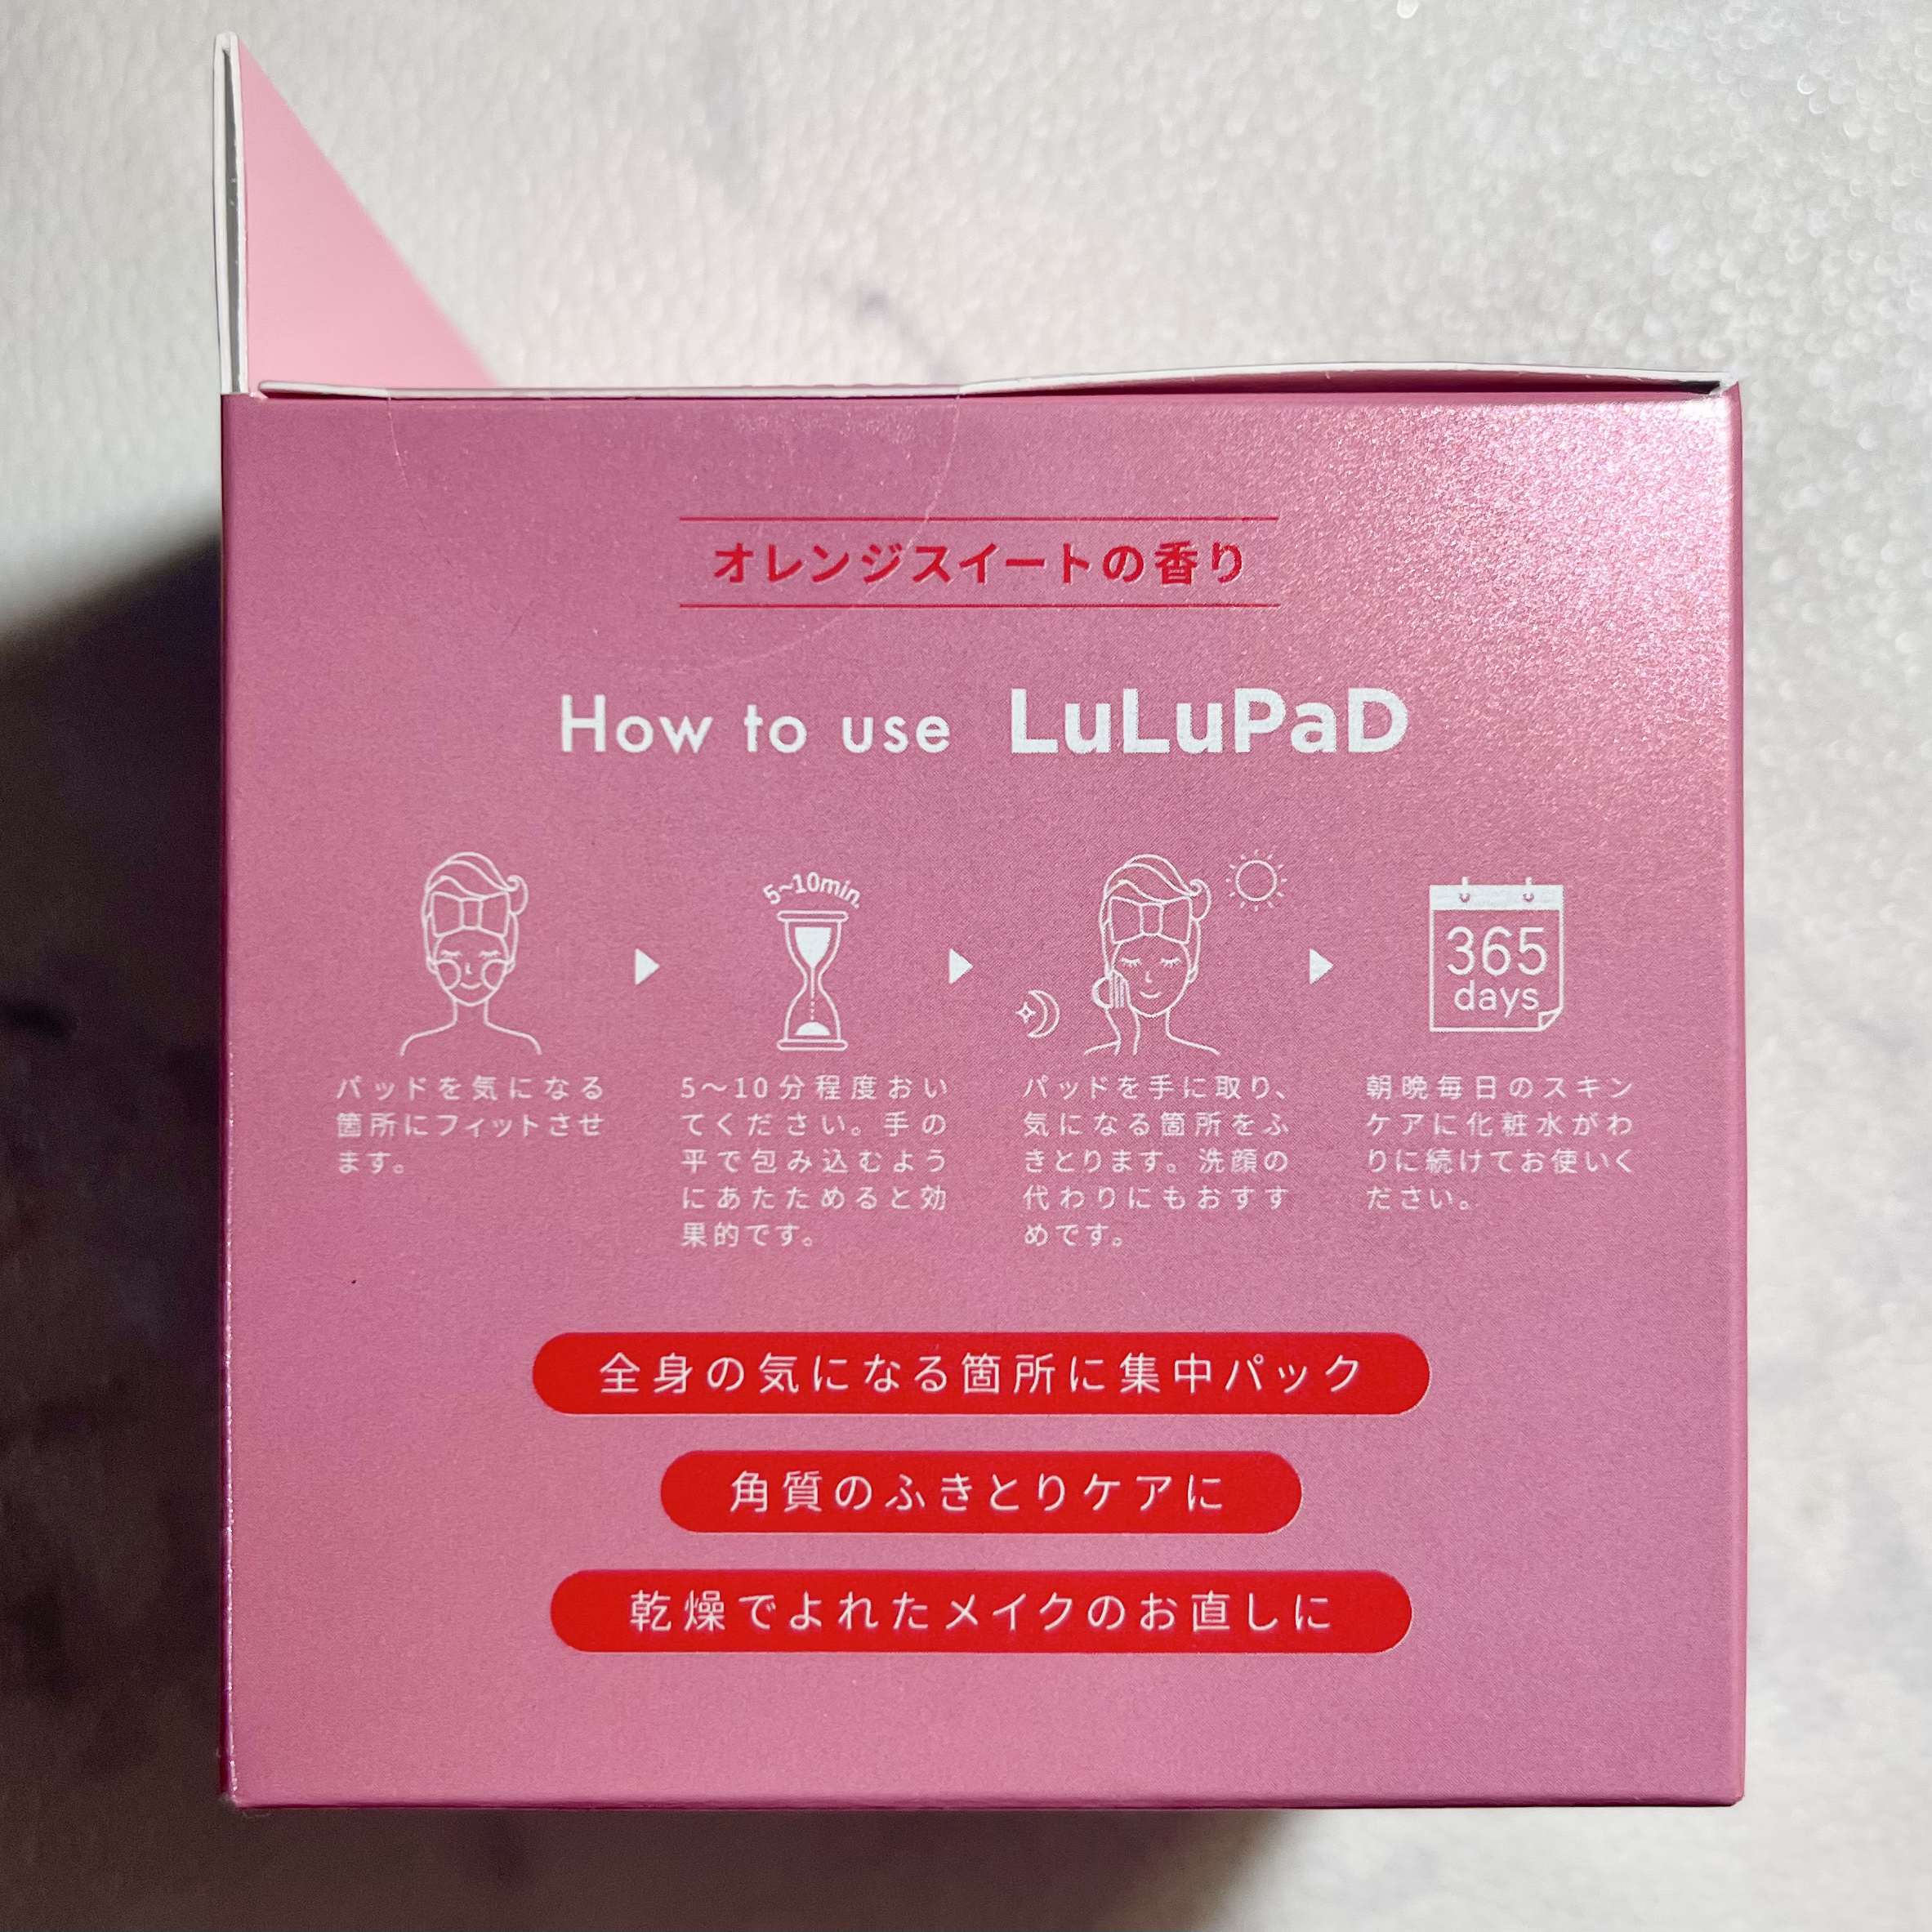 オレンジスイートの香り
How to use LuLuPaD
5~10min.
365
days
パッドを気になる
箇所にフィットさせ
ます。
5〜10分程度おい
てください。手の
平で包み込むよう
にあたためると効
果的です。
パッドを手に取り、
気になる箇所をふ
きとります。洗顔の
代わりにもおすす
めです。
朝晩毎日のスキン
ケアに化粧水がわ
りに続けてお使いく
ださい。
全身の気になる箇所に集中パック
角質のふきとりケアに
乾燥でよれたメイクのお直しに